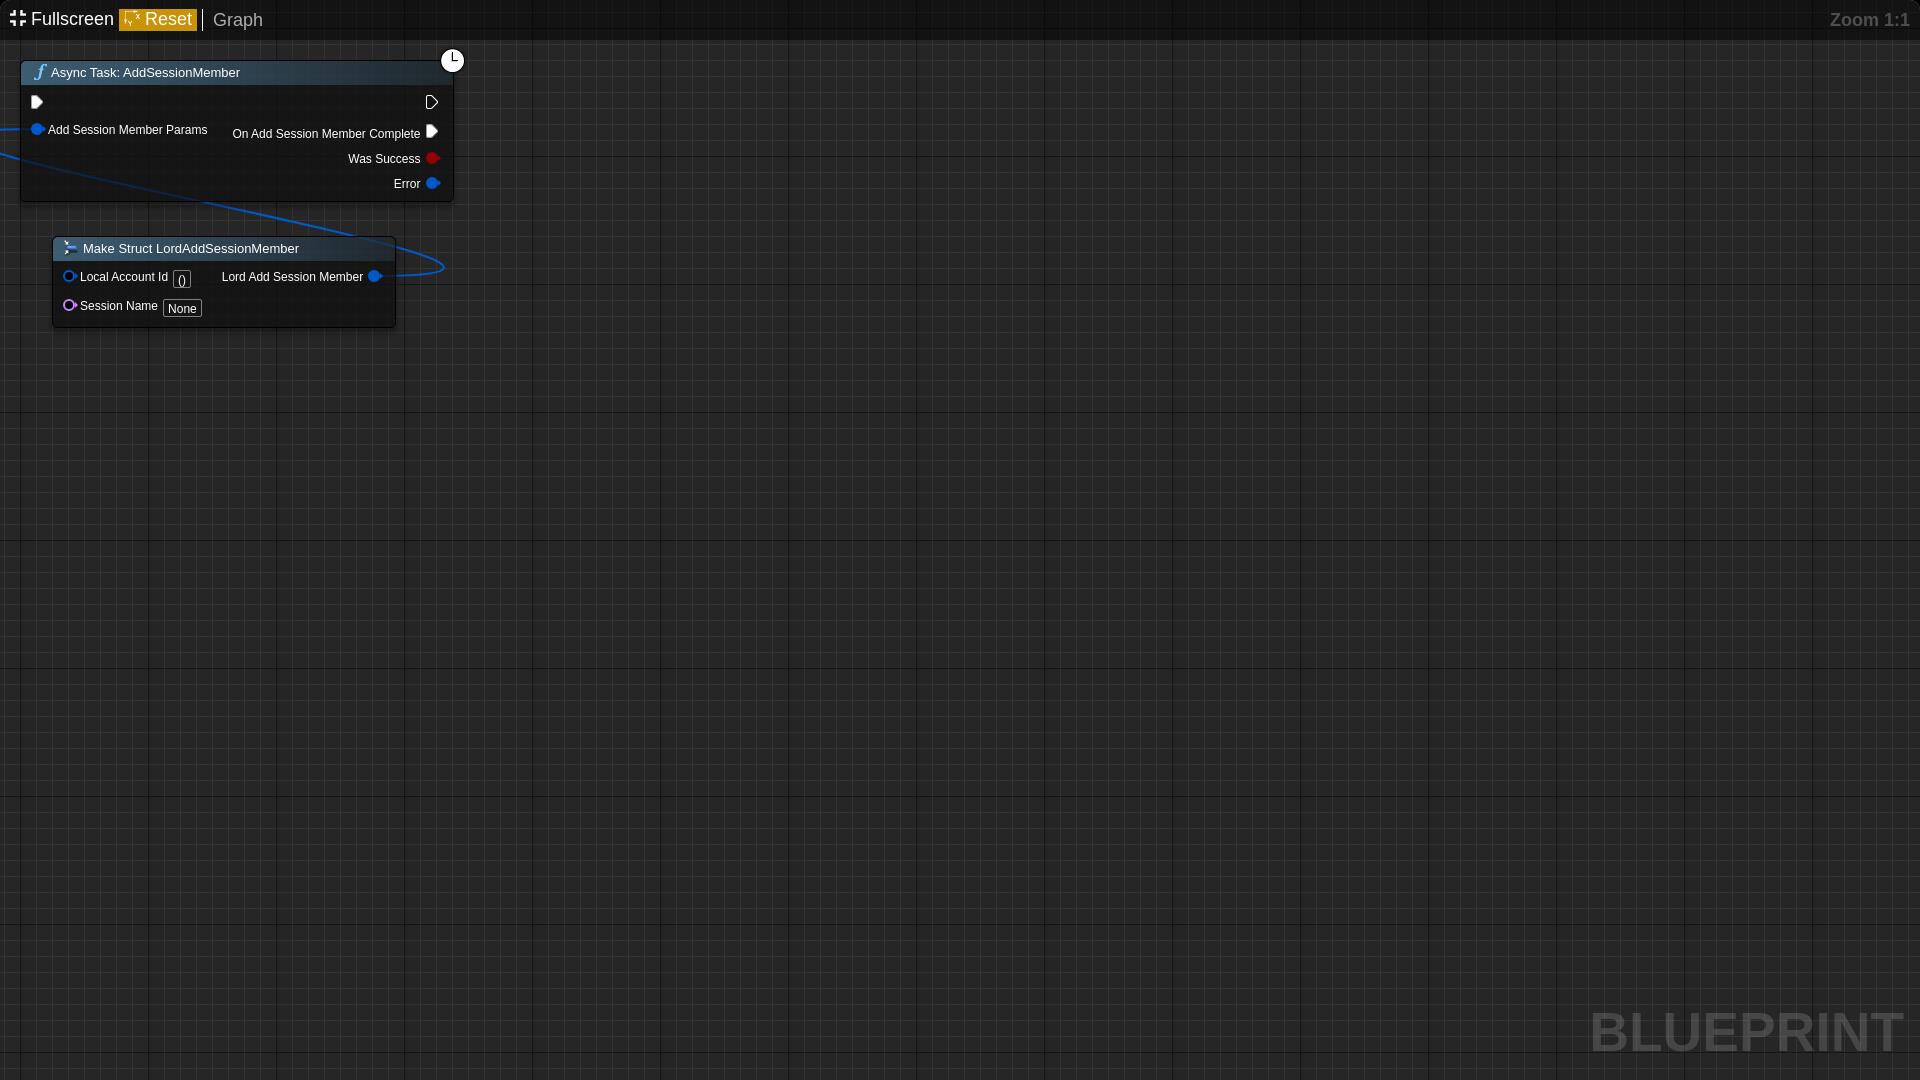 Fullscreen Reset Graph Zoom 1:1
Async Task: AddSessionMember
Add Session Member Params
On Add Session Member Complete
Was Success
Error
Make Struct LordAddSessionMember
Local Account Id () Lord Add Session Member
Session Name None
BLUEPRINT